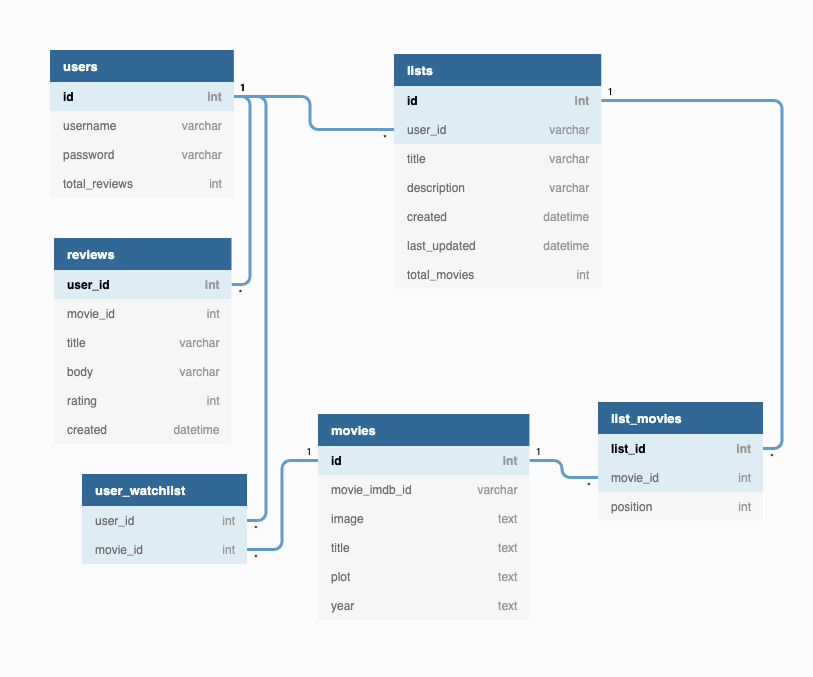 users
id int
username varchar
password varchar
total_reviews int
1
lists
id int
user_id varchar
title varchar
description varchar
created datetime
last_updated datetime
total_movies int
1
*
reviews
user_id int
movie_id int
title varchar
body varchar
rating int
created datetime
*
user_watchlist
user_id int
movie_id int
*
*
movies
id int
movie_imdb_id varchar
image text
title text
plot text
year text
1
1
list_movies
list_id int
movie_id int
position int
*
*